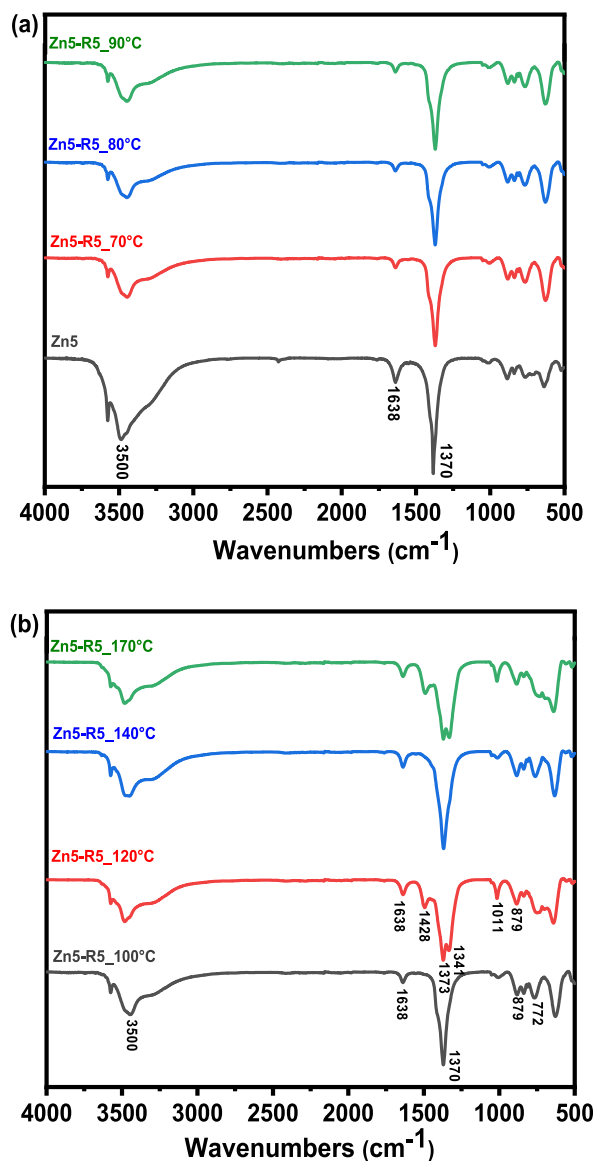 (a)
Zn5-R5_90°C
Zn5-R5_80°C
Zn5-R5_70°C
Zn5
3500
1638
1370
4000 3500 3000 2500 2000 1500 1000 500
Wavenumbers (cm-1)
(b)
Zn5-R5_170°C
Zn5-R5_140°C
Zn5-R5_120°C
1638
1428
1373
1341
1011
879
Zn5-R5_100°C
3500
1638
1370
879
772
4000 3500 3000 2500 2000 1500 1000 500
Wavenumbers (cm-1)